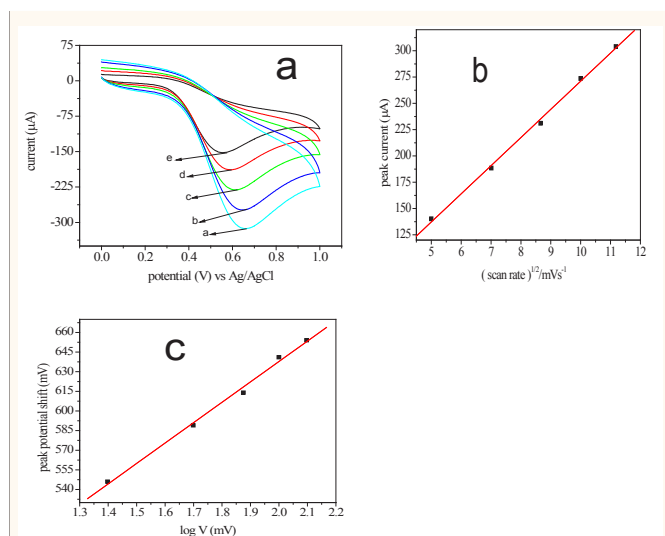 a
75
0
-75
-150
-225
-300
current (µA)
e
d
c
b
a
0.0 0.2 0.4 0.6 0.8 1.0
potential (V) vs Ag/AgCl
b
300
275
250
225
200
175
150
125
peak current (µA)
5 6 7 8 9 10 11 12
( scan rate )^1/2/mVs^-1
c
660
645
630
615
600
585
570
555
540
peak potential shift (mV)
1.3 1.4 1.5 1.6 1.7 1.8 1.9 2.0 2.1 2.2
log V (mV)